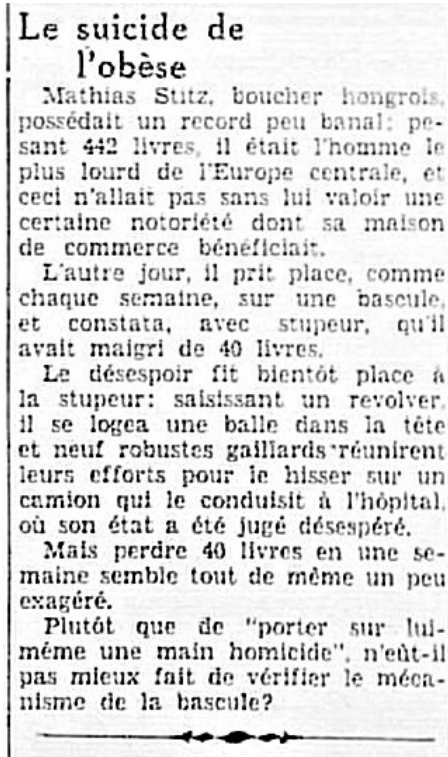 Le suicide de
l'obèse
Mathias Stitz, boucher hongrois,
possédait un record peu banal: pe-
sant 442 livres, il était l'homme le
plus lourd de l'Europe centrale, et
ceci n'allait pas sans lui valoir une
certaine notoriété dont sa maison
de commerce bénéficiait.
L'autre jour, il prit place, comme
chaque semaine, sur une bascule,
et constata, avec stupeur, qu'il
avait maigri de 40 livres.
Le désespoir fit bientôt place à
la stupeur: saisissant un revolver,
il se logea une balle dans la tête
et neuf robustes gaillards réunirent
leurs efforts pour le hisser sur un
camion qui le conduisit à l'hôpital,
où son état a été jugé désespéré.
Mais perdre 40 livres en une se-
maine semble tout de même un peu
exagéré.
Plutôt que de "porter sur lui-
même une main homicide", n'eût-il
pas mieux fait de vérifier le méca-
nisme de la bascule?